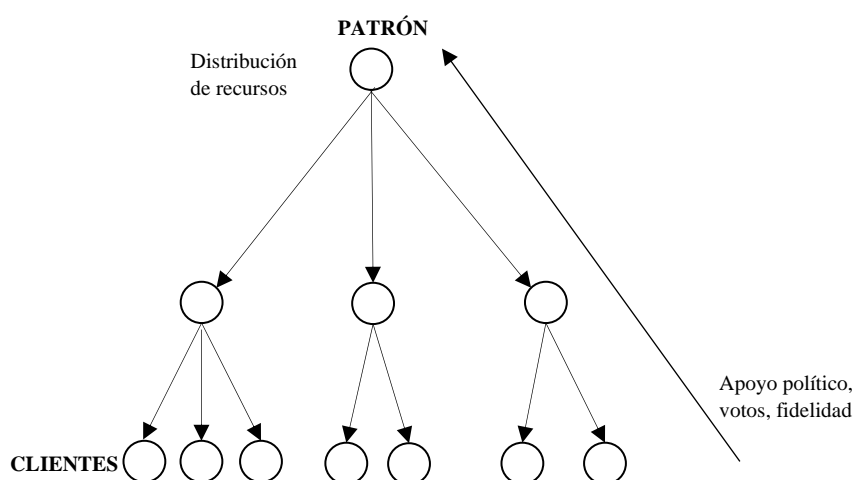 PATRÓN
Distribución
de recursos
Apoyo político,
votos, fidelidad
CLIENTES